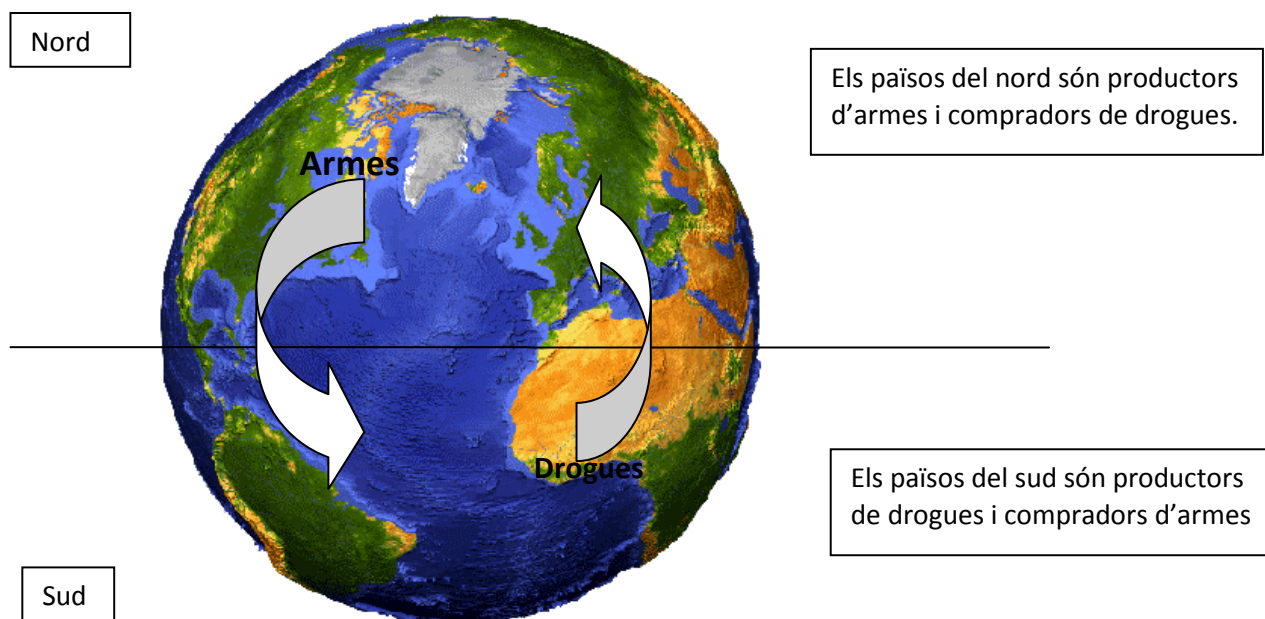 Nord
Els països del nord són productors
d’armes i compradors de drogues.
Armes
Drogues
Els països del sud són productors
de drogues i compradors d’armes
Sud